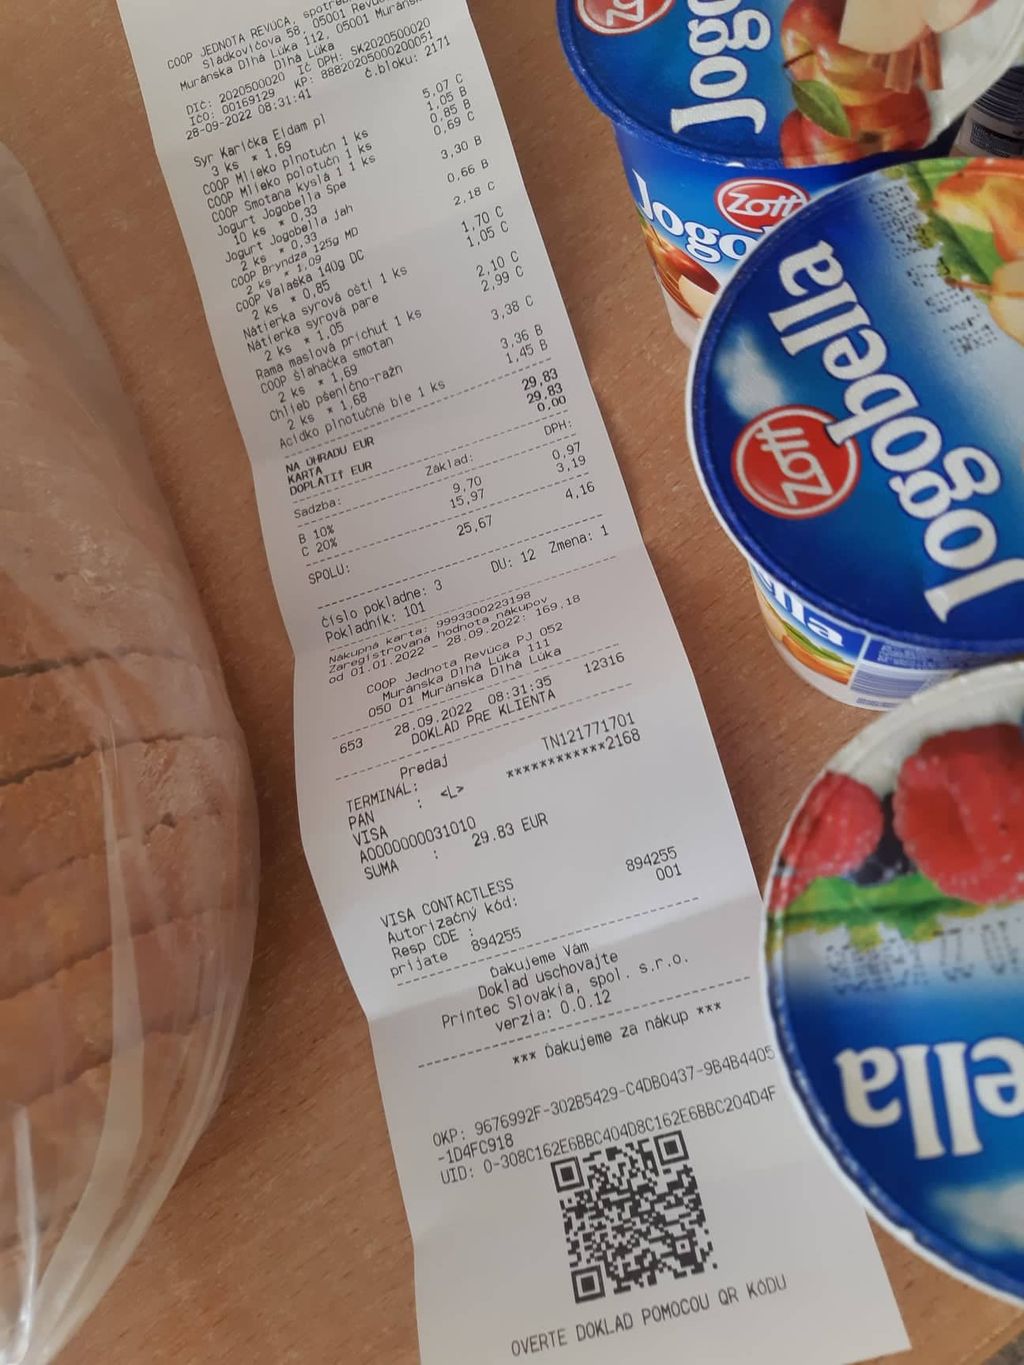 COOP JEDNOTA REVÚCA, spotreb
Sládkovičova 58, 05001 Revú
Muránska Dlhá Lúka 112, 05001 Muráns
Dlhá Lúka
DIČ: 2020500020 IČ DPH: SK2020500020
IČO: 00169129 KP: 88820205000200051
28-09-2022 08:31:41 č.bloku: 2171
Syr Karička Eidam pl
3 ks * 1,69 5,07 C
COOP Mlieko plnotučn 1 ks 1,05 B
COOP Mlieko polotučn 1 ks 0,85 B
COOP Smotana kyslá 1 1 ks 0,69 C
Jogurt Jogobella Spe
10 ks * 0,33 3,30 B
Jogurt Jogobella jah
2 ks * 0,33 0,66 B
COOP Bryndza 125g MD
2 ks * 1,09 2,18 C
COOP Valaška 140g DC
2 ks * 0,85 1,70 C
Nátierka syrová ošti 1 ks 1,05 C
Nátierka syrová pare
2 ks * 1,05 2,10 C
Rama maslová príchuť 1 ks 2,99 C
COOP Šľahačka smotan
2 ks * 1,69 3,38 C
Chlieb pšenično-ražn
2 ks * 1,68 3,36 B
Acidko plnotučné bie 1 ks 1,45 B
NA ÚHRADU EUR 29,83
KARTA 29,83
DOPLATIŤ EUR 0,00
Sadzba: Základ: DPH:
B 10% 9,70 0,97
C 20% 15,97 3,19
SPOLU: 25,67 4,16
číslo pokladne: 3 DU: 12 Zmena: 1
Pokladník: 101
Nákupná karta: 9993300223198
Zaregistrovaná hodnota nákupov
od 01.01.2022 - 28.09.2022: 169.18
COOP Jednota Revúca PJ 052
Muránska Dlhá Lúka 111
050 01 Muránska Dlhá Lúka
653 28.09.2022 08:31:35 12316
DOKLAD PRE KLIENTA
Predaj
TERMINÁL: TN121771701
PAN : <L> ************2168
VISA
A0000000031010
SUMA : 29.83 EUR
VISA CONTACTLESS
Autorizačný kód: 894255
Resp CDE : 001
prijate 894255
Ďakujeme Vám
Doklad uschovajte
Printec Slovakia, spol. s.r.o.
verzia: 0.0.12
*** Ďakujeme za nákup ***
OKP: 9676992F-302B5429-C4DB0437-9B4B4405
-1D4FC918
UID: O-308C162E6BBC404D8C162E6BBC204D4F
OVERTE DOKLAD POMOCOU QR KÓDU
Zo
Jogo
Jogo
Zott
Jogobella
Zott
ella
ella